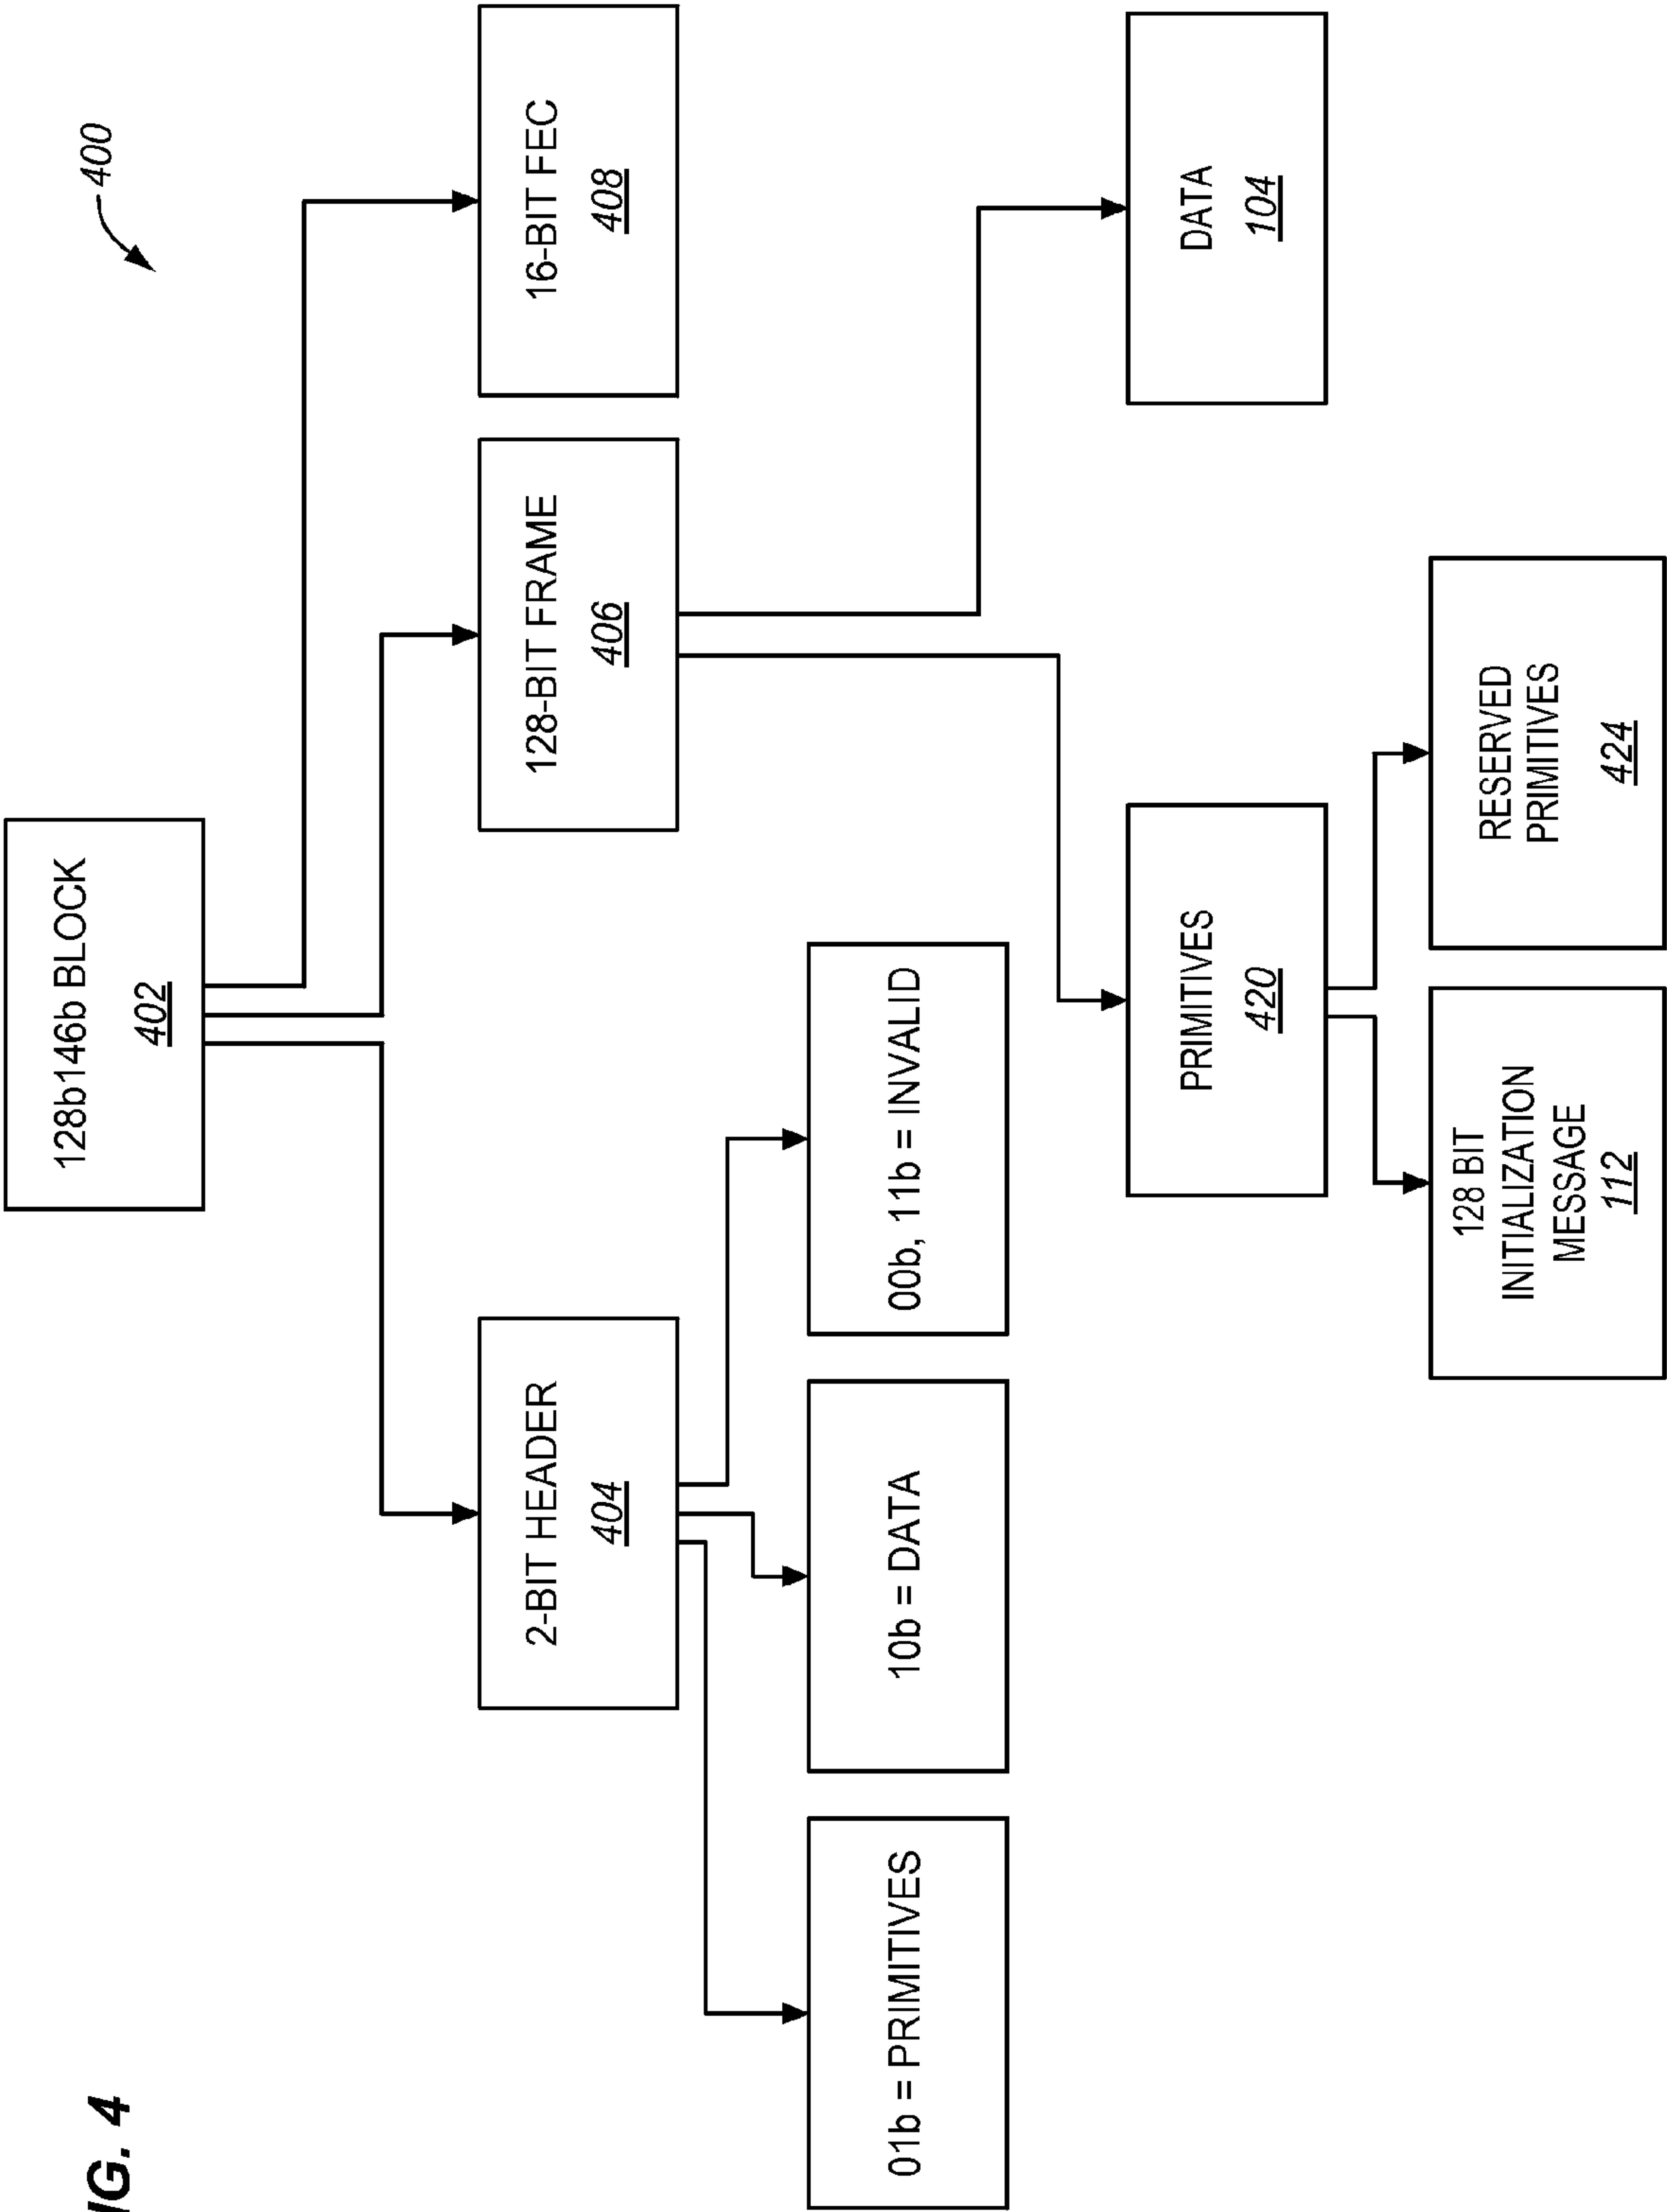 IG. 4
400
128b146b BLOCK
402
2-BIT HEADER
404
128-BIT FRAME
406
16-BIT FEC
408
01b = PRIMITIVES
10b = DATA
00b, 11b = INVALID
PRIMITIVES
420
DATA
104
128 BIT
INITIALIZATION
MESSAGE
112
RESERVED
PRIMITIVES
424